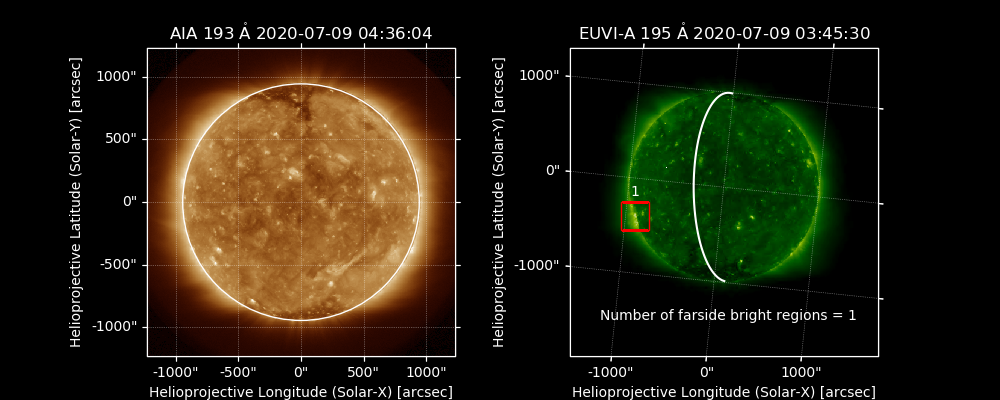 AIA 193 Å 2020-07-09 04:36:04
1000"
500"
0"
-500"
-1000"
-1000"
-500"
0"
500"
1000"
Helioprojective Longitude (Solar-X) [arcsec]
Helioprojective Latitude (Solar-Y) [arcsec]
EUVI-A 195 Å 2020-07-09 03:45:30
1000"
0"
-1000"
1
Number of farside bright regions = 1
-1000"
0"
1000"
Helioprojective Longitude (Solar-X) [arcsec]
Helioprojective Latitude (Solar-Y) [arcsec]